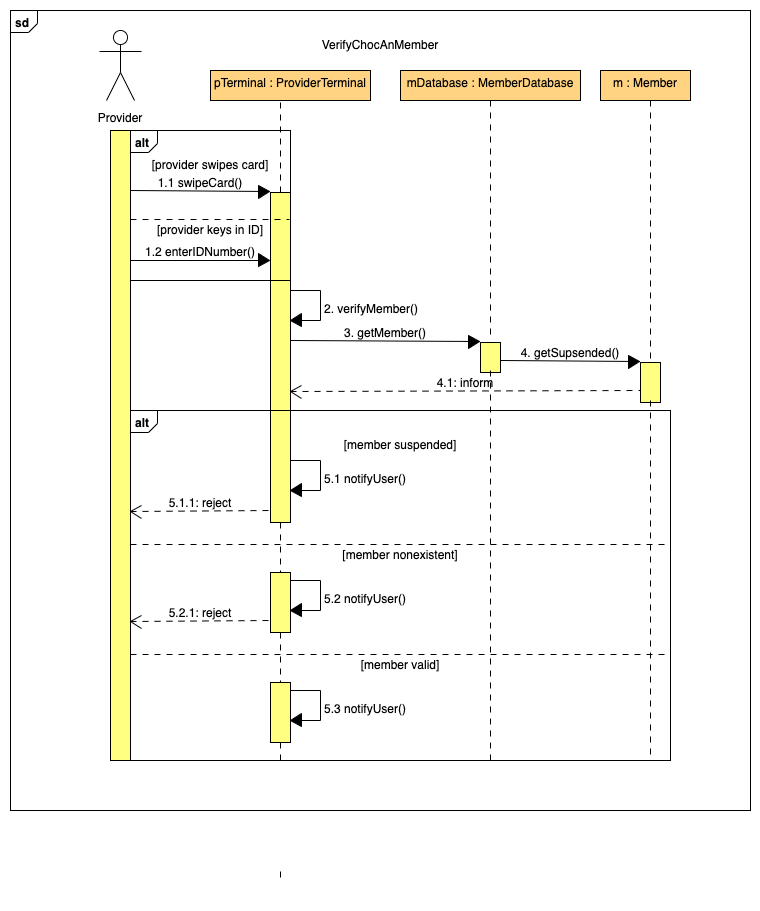 sd
VerifyChocAnMember
pTerminal : ProviderTerminal
mDatabase : MemberDatabase
m : Member
Provider
alt
[provider swipes card]
1.1 swipeCard()
[provider keys in ID]
1.2 enterIDNumber()
2. verifyMember()
3. getMember()
4. getSupsended()
4.1: inform
alt
[member suspended]
5.1 notifyUser()
5.1.1: reject
[member nonexistent]
5.2 notifyUser()
5.2.1: reject
[member valid]
5.3 notifyUser()